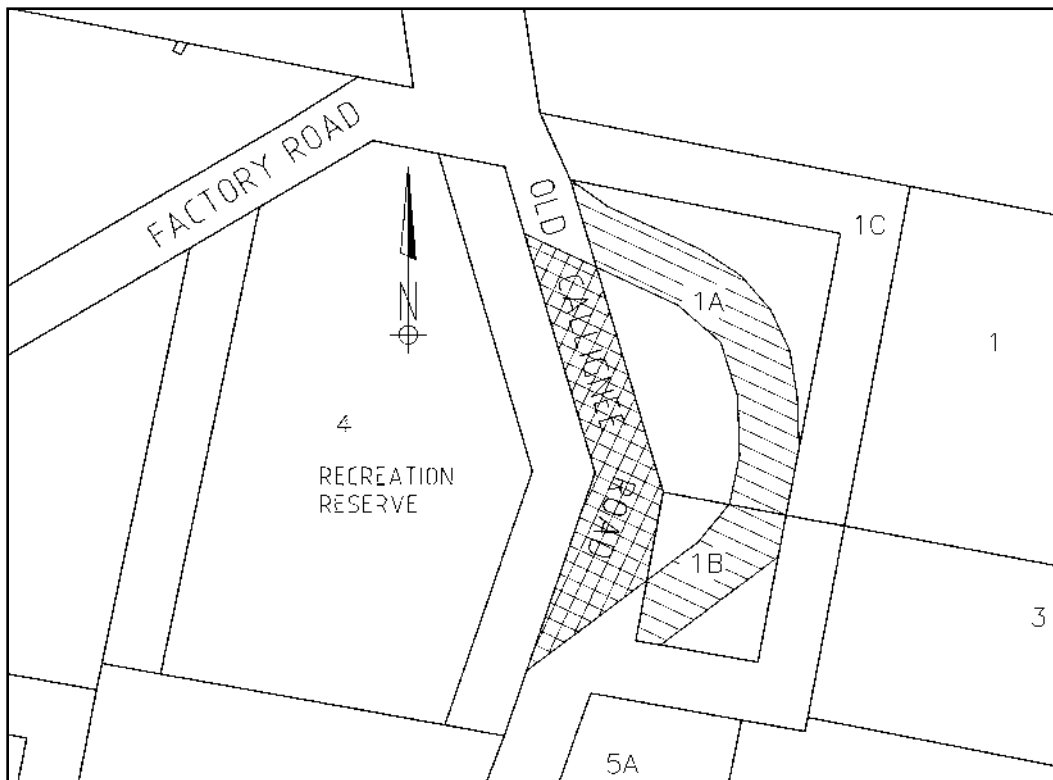 FACTORY ROAD
OLD CALLIGNEE ROAD
1C
1A
N
1
4
RECREATION
RESERVE
1B
3
5A